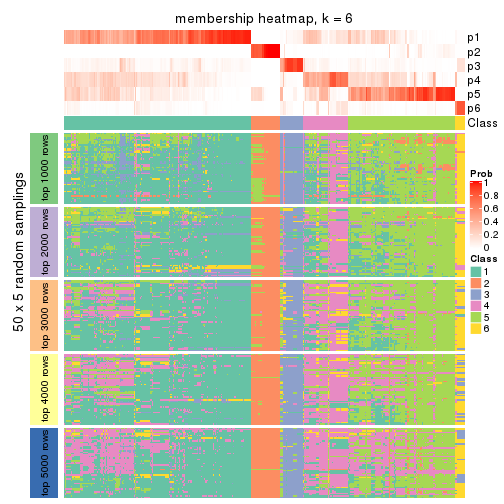 membership heatmap, k = 6
p1
p2
p3
p4
p5
p6
Class
50 x 5 random samplings
top 1000 rows
top 2000 rows
top 3000 rows
top 4000 rows
top 5000 rows
Prob
1
0.8
0.6
0.4
0.2
0
Class
1
2
3
4
5
6